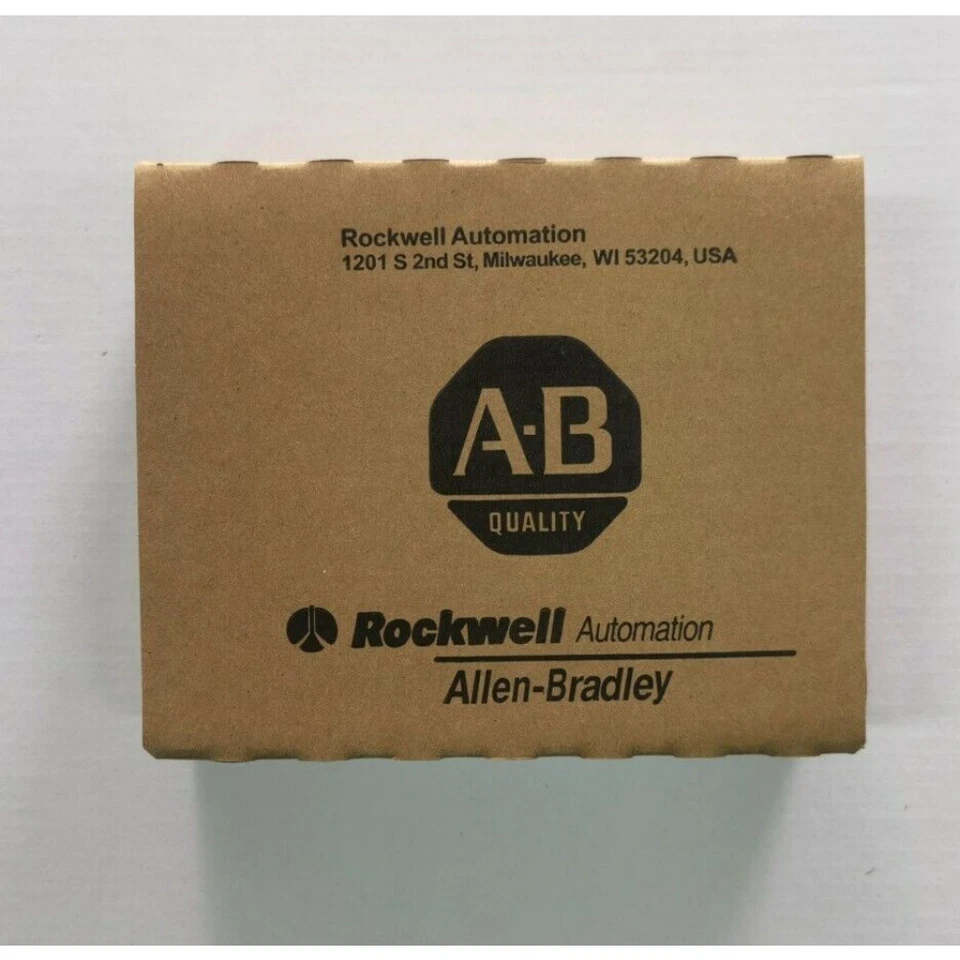 Rockwell Automation
1201 S 2nd St, Milwaukee, WI 53204, USA
A-B
QUALITY
Rockwell Automation
Allen-Bradley